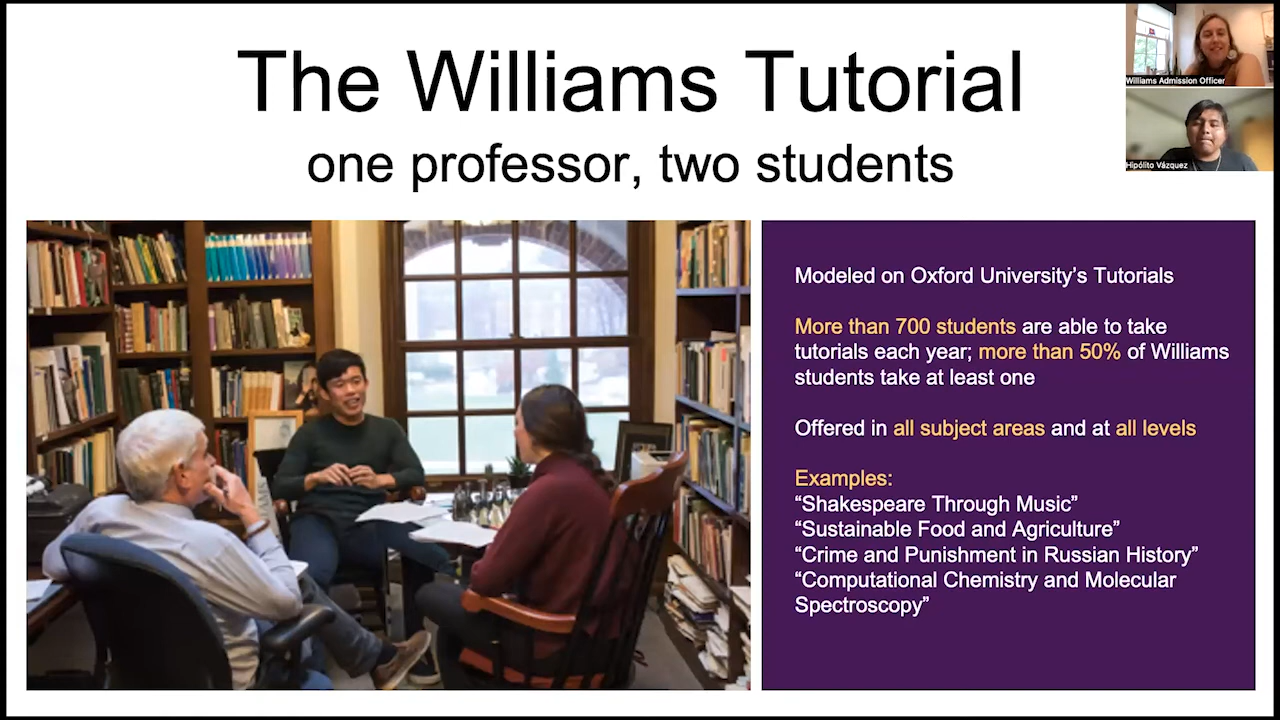 The Williams Tutorial
one professor, two students
Williams Admission Officer
Hipólito Vázquez
Modeled on Oxford University’s Tutorials
More than 700 students are able to take
tutorials each year; more than 50% of Williams
students take at least one
Offered in all subject areas and at all levels
Examples:
“Shakespeare Through Music”
“Sustainable Food and Agriculture”
“Crime and Punishment in Russian History”
“Computational Chemistry and Molecular
Spectroscopy”